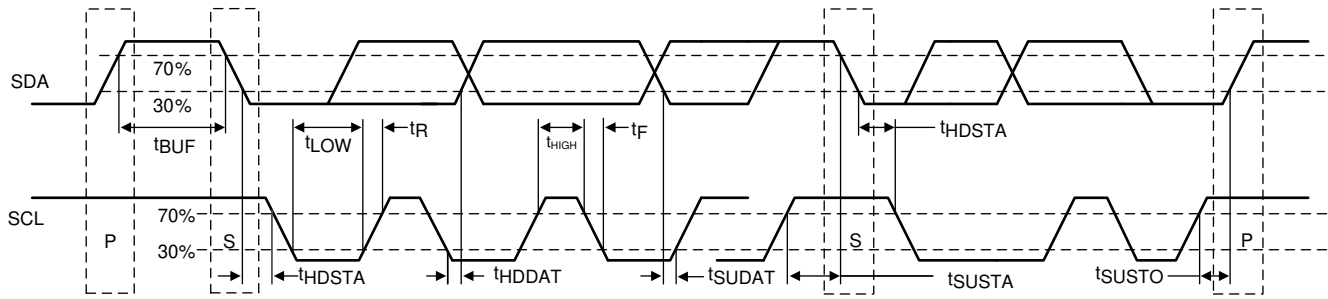 SDA
70%
30%
tBUF
tLOW
tR
tHIGH
tF
tHDSTA
SCL
70%
30%
P
S
S
P
tHDSTA
tHDDAT
tSUDAT
tSUSTA
tSUSTO